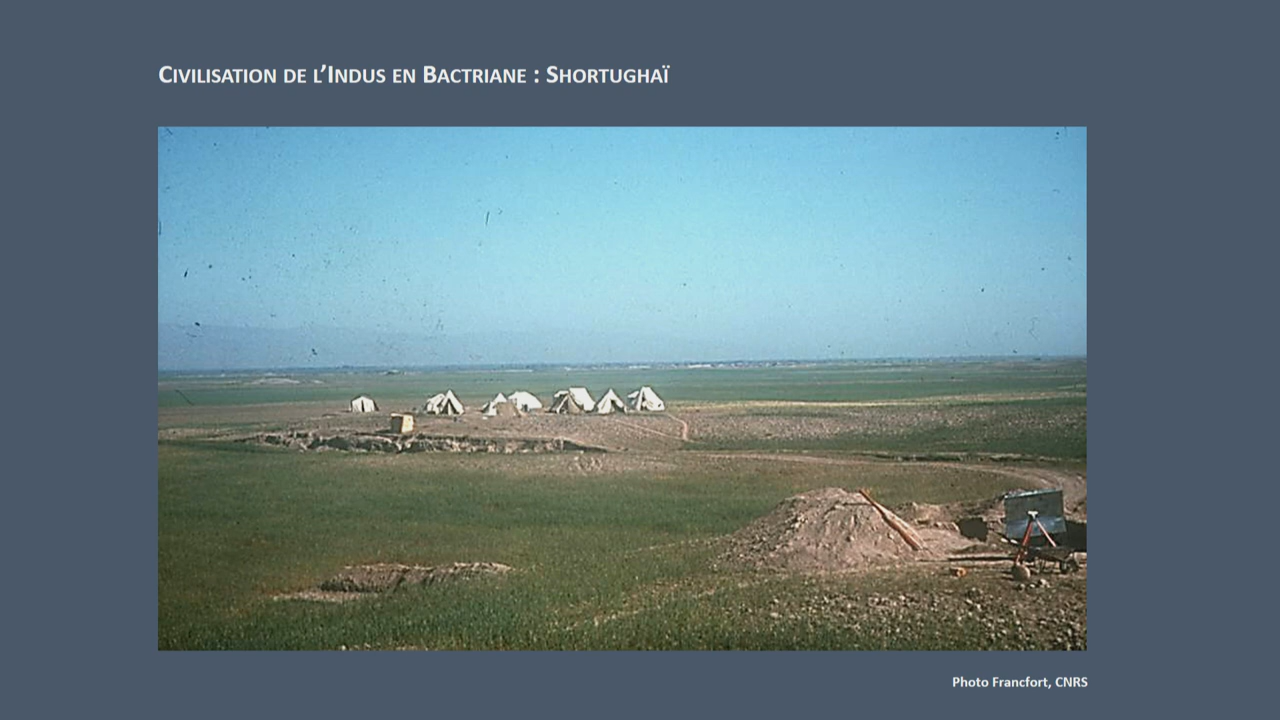 Civilisation de l’Indus en Bactriane : Shortughaï
Photo Francfort, CNRS